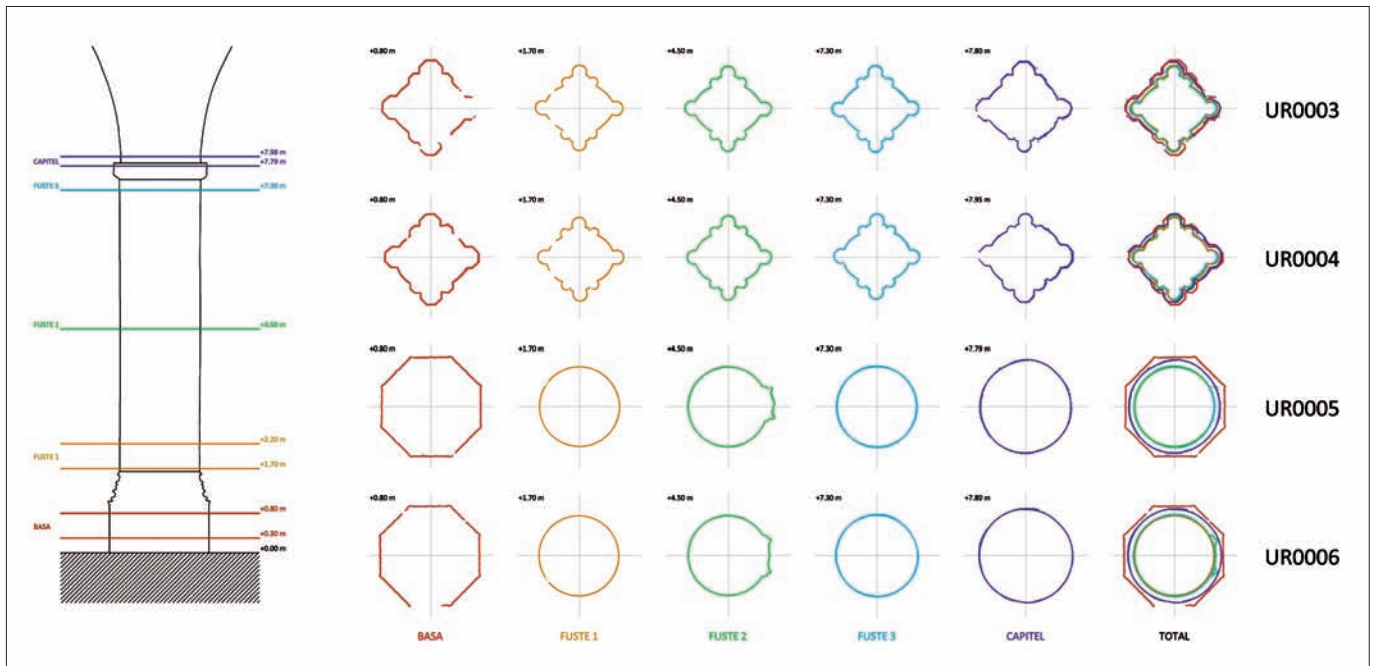 +7.98 m
CAPITEL
+7.79 m
FUSTE 3 +7.30 m
FUSTE 2 +4.50 m
+2.20 m
FUSTE 1
+1.70 m
+0.80 m
BASA
+0.30 m
+0.00 m
+0.80 m +1.70 m +4.50 m +7.30 m +7.80 m
UR0003
+0.80 m +1.70 m +4.50 m +7.30 m +7.95 m
UR0004
+0.80 m +1.70 m +4.50 m +7.30 m +7.79 m
UR0005
+0.80 m +1.70 m +4.50 m +7.30 m +7.80 m
UR0006
BASA FUSTE 1 FUSTE 2 FUSTE 3 CAPITEL TOTAL